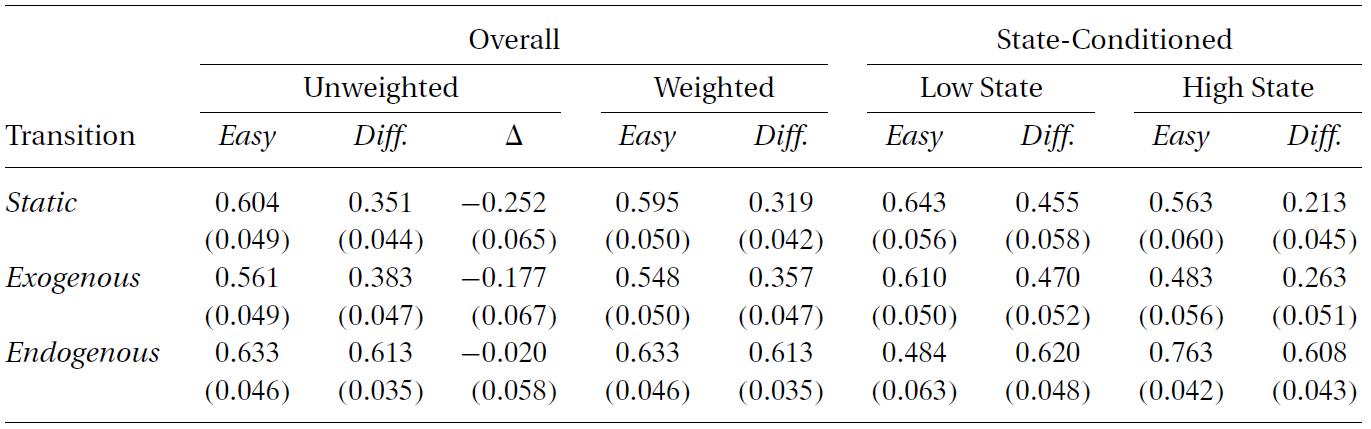 Overall State-Conditioned
Unweighted Weighted Low State High State
Transition Easy Diff. Δ Easy Diff. Easy Diff. Easy Diff.
Static 0.604 0.351 −0.252 0.595 0.319 0.643 0.455 0.563 0.213
(0.049) (0.044) (0.065) (0.050) (0.042) (0.056) (0.058) (0.060) (0.045)
Exogenous 0.561 0.383 −0.177 0.548 0.357 0.610 0.470 0.483 0.263
(0.049) (0.047) (0.067) (0.050) (0.047) (0.050) (0.052) (0.056) (0.051)
Endogenous 0.633 0.613 −0.020 0.633 0.613 0.484 0.620 0.763 0.608
(0.046) (0.035) (0.058) (0.046) (0.035) (0.063) (0.048) (0.042) (0.043)